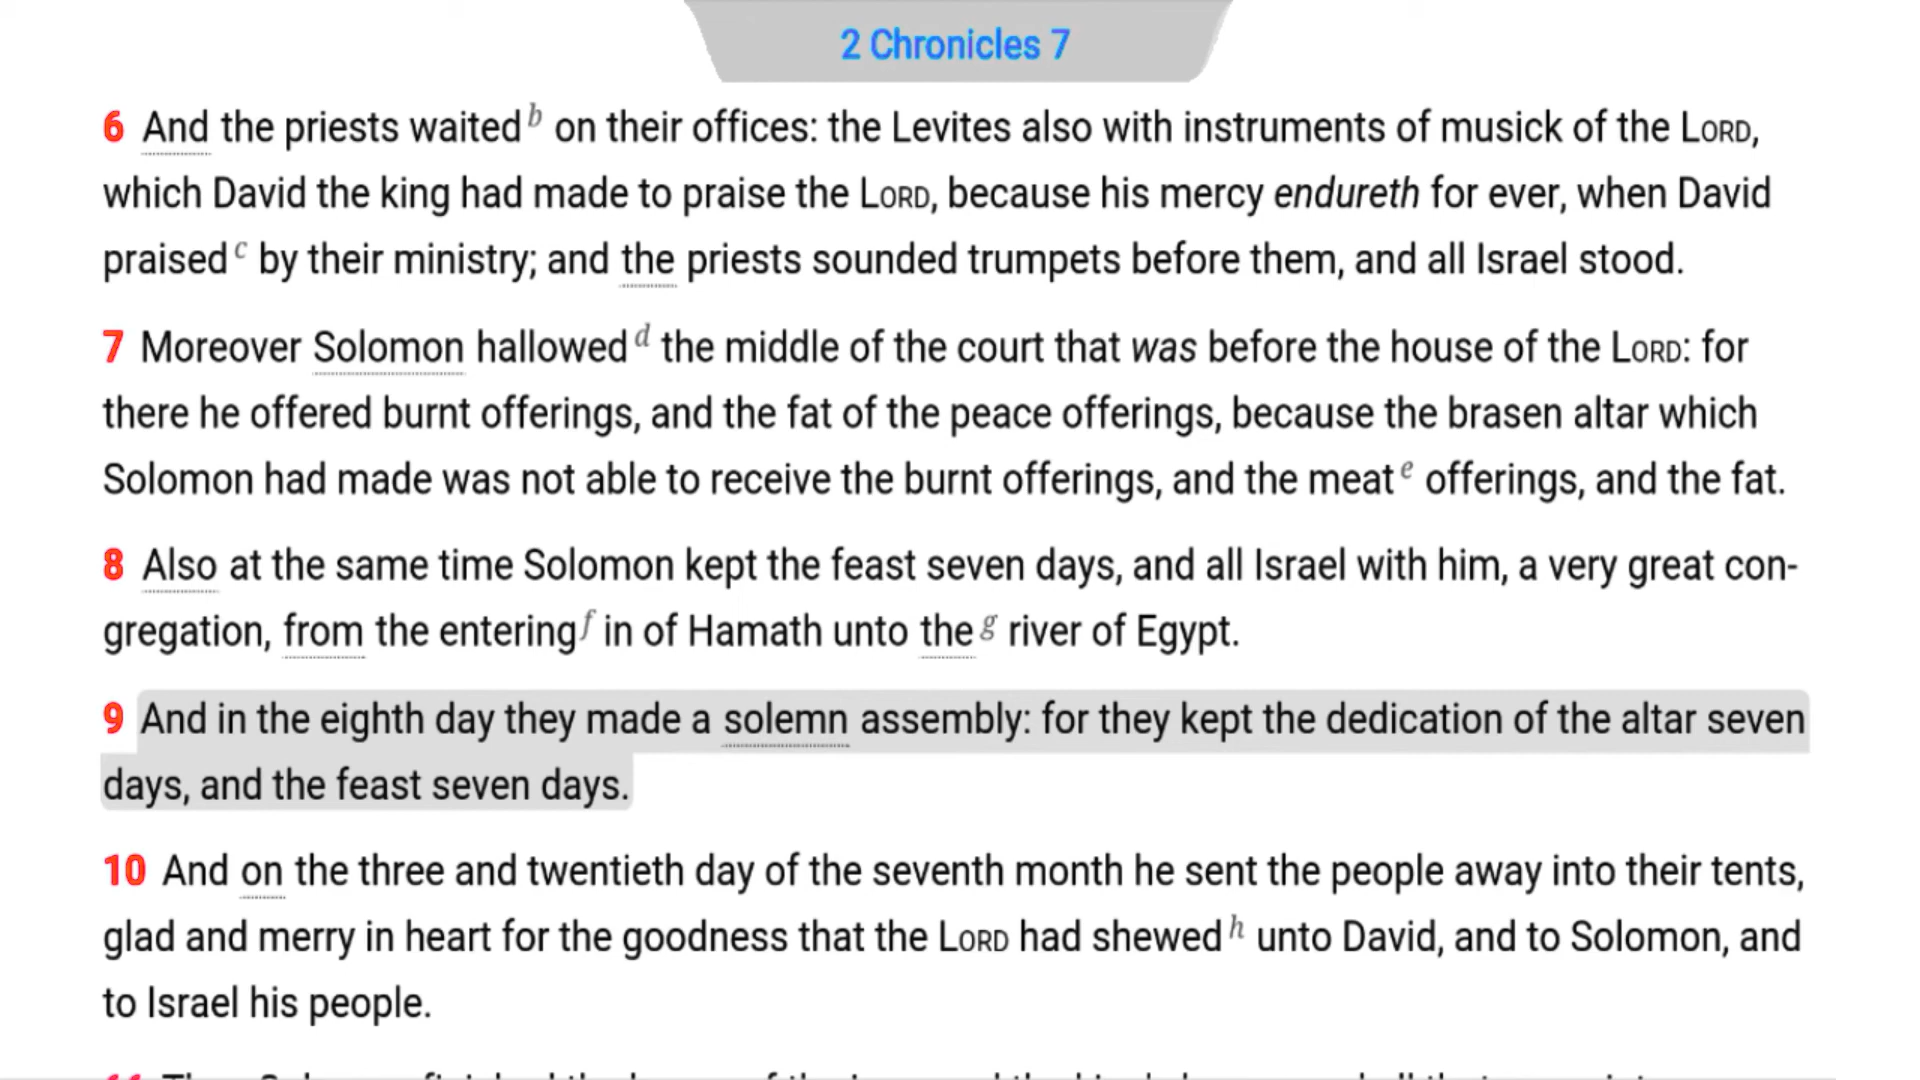 2 Chronicles 7
6 And the priests waited b on their offices: the Levites also with instruments of musick of the LORD,
which David the king had made to praise the LORD, because his mercy endureth for ever, when David
praised c by their ministry; and the priests sounded trumpets before them, and all Israel stood.
7 Moreover Solomon hallowed d the middle of the court that was before the house of the LORD: for
there he offered burnt offerings, and the fat of the peace offerings, because the brasen altar which
Solomon had made was not able to receive the burnt offerings, and the meat e offerings, and the fat.
8 Also at the same time Solomon kept the feast seven days, and all Israel with him, a very great con-
gregation, from the entering f in of Hamath unto the g river of Egypt.
9 And in the eighth day they made a solemn assembly: for they kept the dedication of the altar seven
days, and the feast seven days.
10 And on the three and twentieth day of the seventh month he sent the people away into their tents,
glad and merry in heart for the goodness that the LORD had shewed h unto David, and to Solomon, and
to Israel his people.